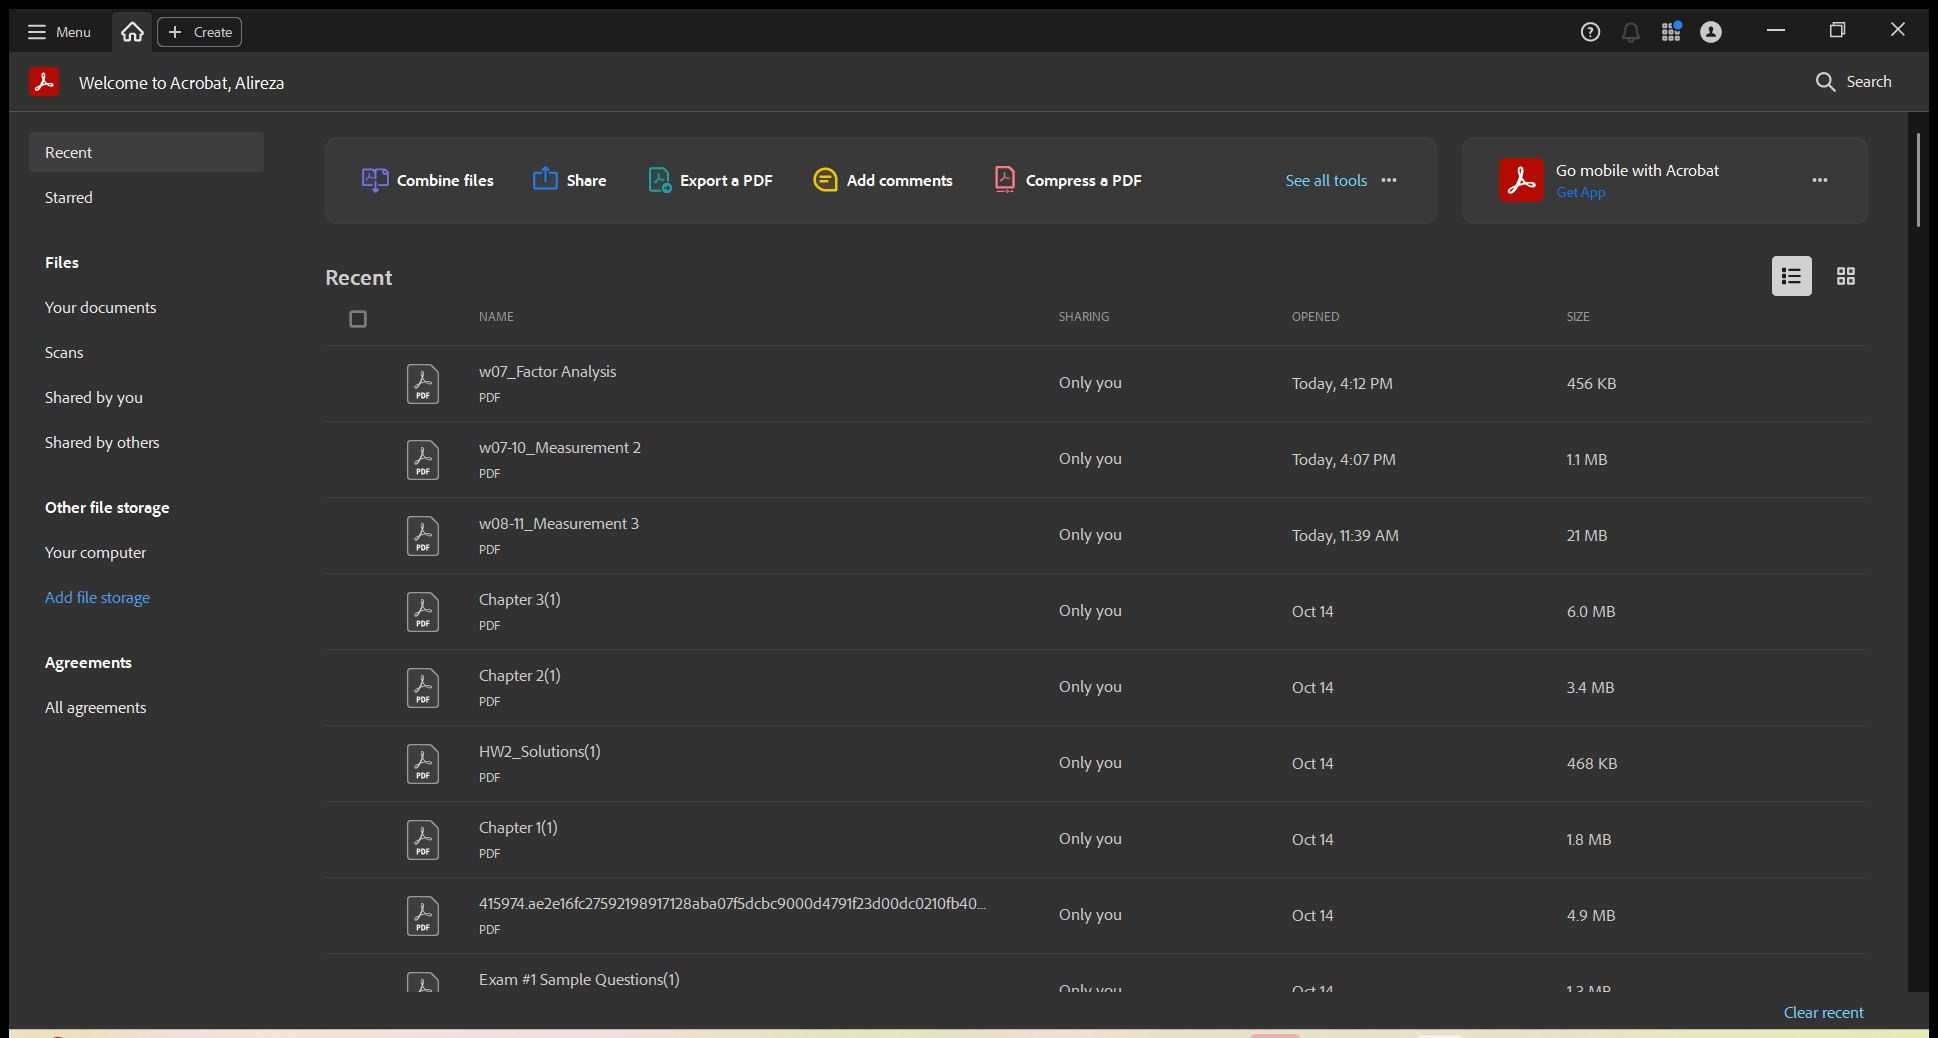 Menu
Create
Welcome to Acrobat, Alireza
Search
Recent
Starred
Files
Your documents
Scans
Shared by you
Shared by others
Other file storage
Your computer
Add file storage
Agreements
All agreements
Combine files
Share
Export a PDF
Add comments
Compress a PDF
See all tools
Go mobile with Acrobat
Get App
Recent
NAME SHARING OPENED SIZE
w07_Factor Analysis
PDF
Only you Today, 4:12 PM 456 KB
w07-10_Measurement 2
PDF
Only you Today, 4:07 PM 1.1 MB
w08-11_Measurement 3
PDF
Only you Today, 11:39 AM 21 MB
Chapter 3(1)
PDF
Only you Oct 14 6.0 MB
Chapter 2(1)
PDF
Only you Oct 14 3.4 MB
HW2_Solutions(1)
PDF
Only you Oct 14 468 KB
Chapter 1(1)
PDF
Only you Oct 14 1.8 MB
415974.ae2e16fc27592198917128aba07f5dcbc9000d4791f23d00dc0210fb40...
PDF
Only you Oct 14 4.9 MB
Exam #1 Sample Questions(1)
Only you Oct 14 1.3 MB
Clear recent